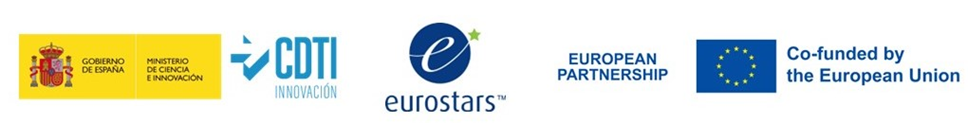 GOBIERNO
DE ESPAÑA
MINISTERIO
DE CIENCIA
E INNOVACIÓN
CDTI
INNOVACIÓN
e
eurostars™
EUROPEAN
PARTNERSHIP
Co-funded by
the European Union